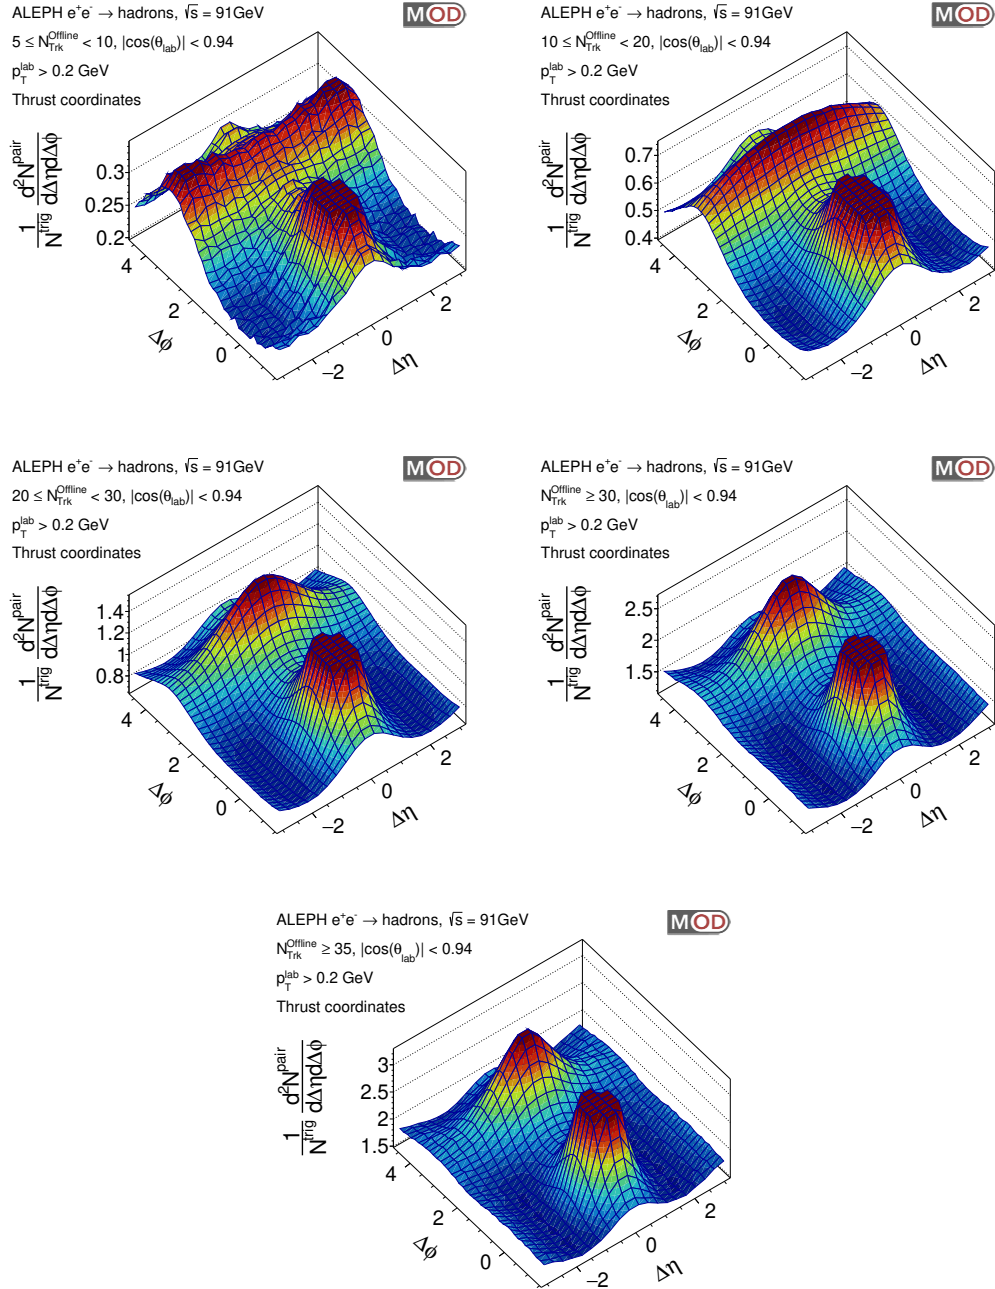 ALEPH e⁺e⁻ → hadrons, √s = 91GeV
MOD
5 ≤ N_Trk^Offline < 10, |cos(θ_lab)| < 0.94
p_T^lab > 0.2 GeV
Thrust coordinates
1/N^trig d²N^pair/dΔηdΔϕ
0.3
0.25
0.2
4
2
0
Δϕ
−2
0
2
Δη
ALEPH e⁺e⁻ → hadrons, √s = 91GeV
MOD
10 ≤ N_Trk^Offline < 20, |cos(θ_lab)| < 0.94
p_T^lab > 0.2 GeV
Thrust coordinates
1/N^trig d²N^pair/dΔηdΔϕ
0.7
0.6
0.5
0.4
4
2
0
Δϕ
−2
0
2
Δη
ALEPH e⁺e⁻ → hadrons, √s = 91GeV
MOD
20 ≤ N_Trk^Offline < 30, |cos(θ_lab)| < 0.94
p_T^lab > 0.2 GeV
Thrust coordinates
1/N^trig d²N^pair/dΔηdΔϕ
1.4
1.2
1
0.8
4
2
0
Δϕ
−2
0
2
Δη
ALEPH e⁺e⁻ → hadrons, √s = 91GeV
MOD
N_Trk^Offline ≥ 30, |cos(θ_lab)| < 0.94
p_T^lab > 0.2 GeV
Thrust coordinates
1/N^trig d²N^pair/dΔηdΔϕ
2.5
2
1.5
4
2
0
Δϕ
−2
0
2
Δη
ALEPH e⁺e⁻ → hadrons, √s = 91GeV
MOD
N_Trk^Offline ≥ 35, |cos(θ_lab)| < 0.94
p_T^lab > 0.2 GeV
Thrust coordinates
1/N^trig d²N^pair/dΔηdΔϕ
3
2.5
2
1.5
4
2
0
Δϕ
−2
0
2
Δη